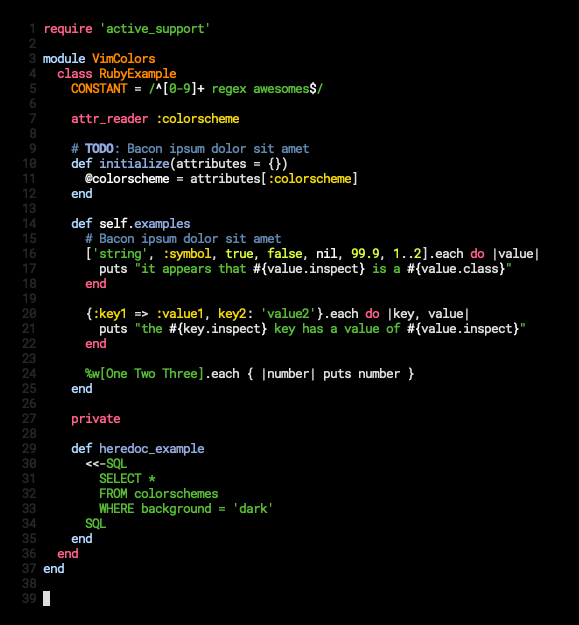 1 require 'active_support'
2
3 module VimColors
4   class RubyExample
5     CONSTANT = /^[0-9]+ regex awesomes$/
6
7     attr_reader :colorscheme
8
9     # TODO: Bacon ipsum dolor sit amet
10     def initialize(attributes = {})
11       @colorscheme = attributes[:colorscheme]
12     end
13
14     def self.examples
15       # Bacon ipsum dolor sit amet
16       ['string', :symbol, true, false, nil, 99.9, 1..2].each do |value|
17         puts "it appears that #{value.inspect} is a #{value.class}"
18       end
19
20       {:key1 => :value1, key2: 'value2'}.each do |key, value|
21         puts "the #{key.inspect} key has a value of #{value.inspect}"
22       end
23
24       %w[One Two Three].each { |number| puts number }
25     end
26
27     private
28
29     def heredoc_example
30       <<-SQL
31         SELECT *
32         FROM colorschemes
33         WHERE background = 'dark'
34       SQL
35     end
36   end
37 end
38
39